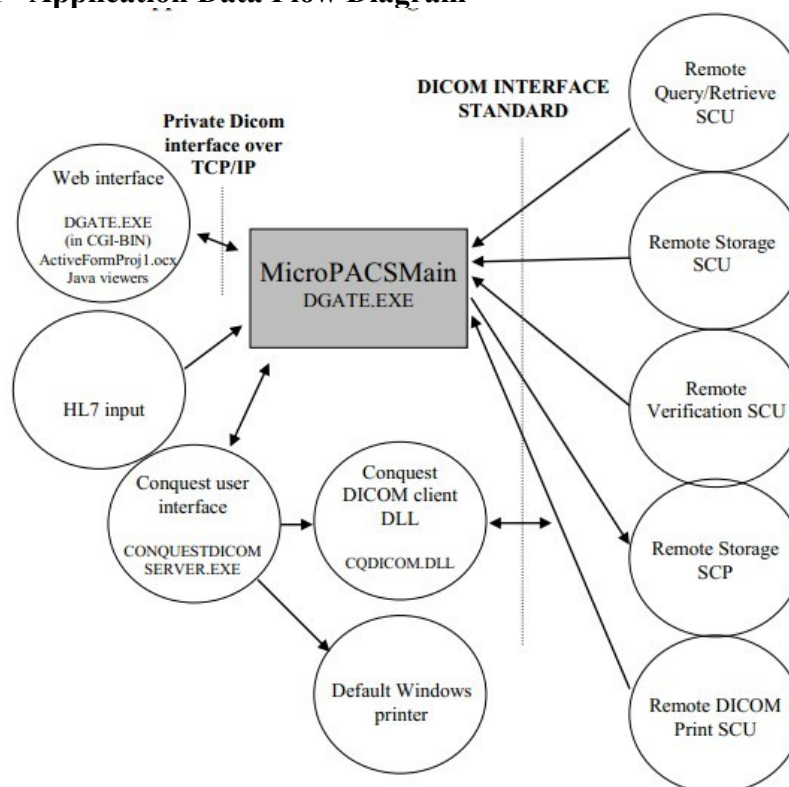 Application Data Flow Diagram
DICOM INTERFACE
STANDARD
Private Dicom
interface over
TCP/IP
Web interface
DGATE.EXE
(in CGI-BIN)
ActiveFormProj1.ocx
Java viewers
MicroPACSMain
DGATE.EXE
HL7 input
Conquest user
interface
CONQUESTDICOM
SERVER.EXE
Conquest
DICOM client
DLL
CQDICOM.DLL
Default Windows
printer
Remote
Query/Retrieve
SCU
Remote Storage
SCU
Remote
Verification SCU
Remote Storage
SCP
Remote DICOM
Print SCU